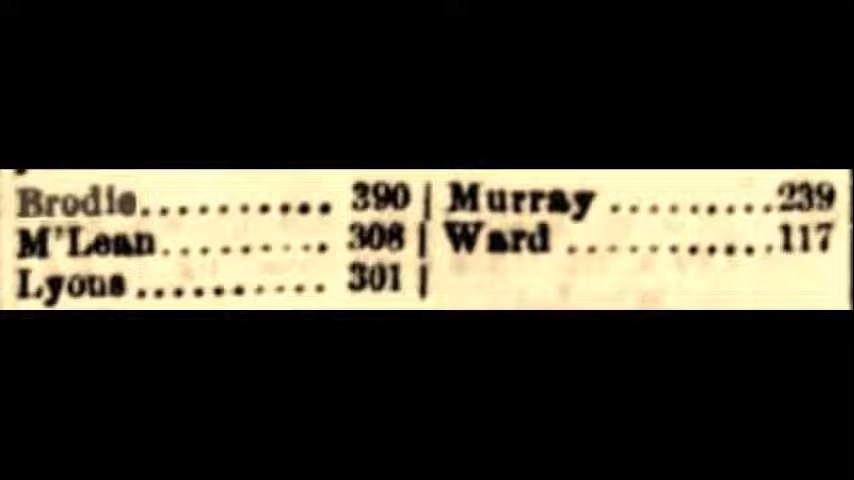 Brodie.......... 390 | Murray .........239
M'Lean......... 308 | Ward ...........117
Lyons .......... 301 |